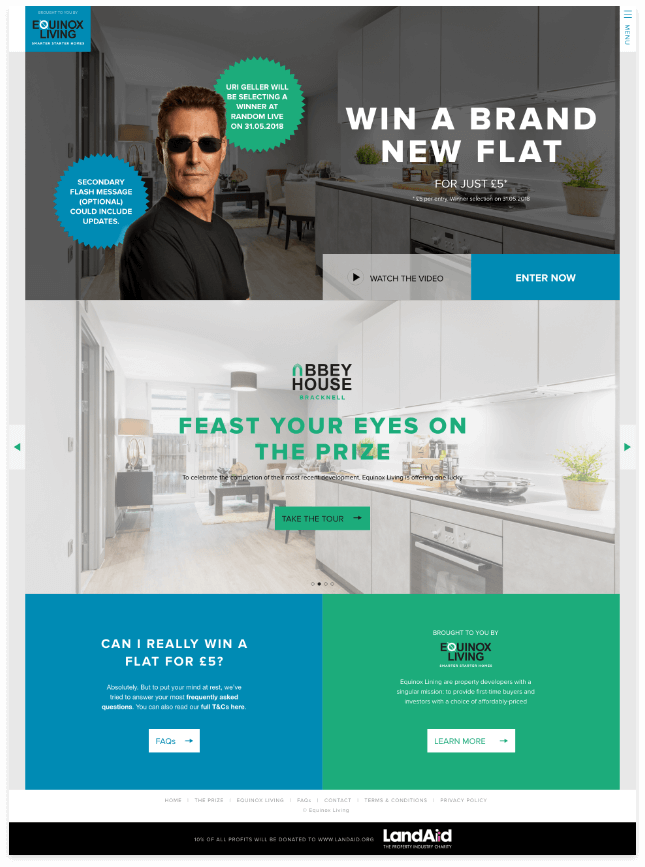 BROUGHT TO YOU BY
EQUINOX
LIVING
SMARTER STARTER HOMES
MENU
URI GELLER WILL
BE SELECTING A
WINNER AT
RANDOM LIVE
ON 31.05.2018
WIN A BRAND
NEW FLAT
SECONDARY
FLASH MESSAGE
(OPTIONAL)
COULD INCLUDE
UPDATES.
FOR JUST £5*
* £5 per entry. Winner selection on 31.05.2018
WATCH THE VIDEO
ENTER NOW
ABBEY
HOUSE
BRACKNELL
FEAST YOUR EYES ON
THE PRIZE
To celebrate the completion of their most recent development, Equinox Living is offering one lucky
TAKE THE TOUR
CAN I REALLY WIN A
FLAT FOR £5?
Absolutely. But to put your mind at rest, we've
tried to answer your most frequently asked
questions. You can also read our full T&Cs here.
FAQs
BROUGHT TO YOU BY
EQUINOX
LIVING
SMARTER STARTER HOMES
Equinox Living are property developers with a
singular mission: to provide first-time buyers and
investors with a choice of affordably-priced
LEARN MORE
HOME | THE PRIZE | EQUINOX LIVING | FAQs | CONTACT | TERMS & CONDITIONS | PRIVACY POLICY
© Equinox Living
10% OF ALL PROFITS WILL BE DONATED TO WWW.LANDAID.ORG
LandAid
THE PROPERTY INDUSTRY CHARITY